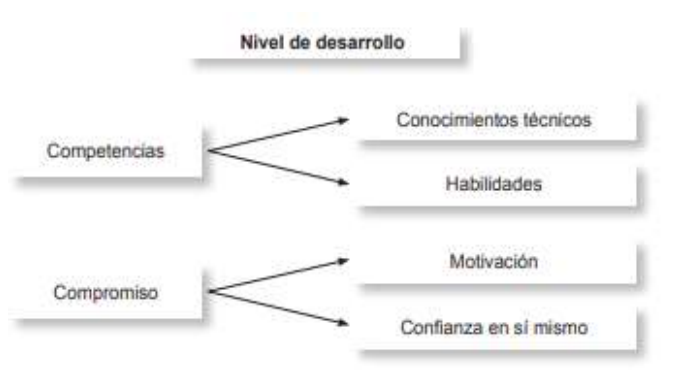 Nivel de desarrollo
Competencias
Conocimientos técnicos
Habilidades
Compromiso
Motivación
Confianza en sí mismo